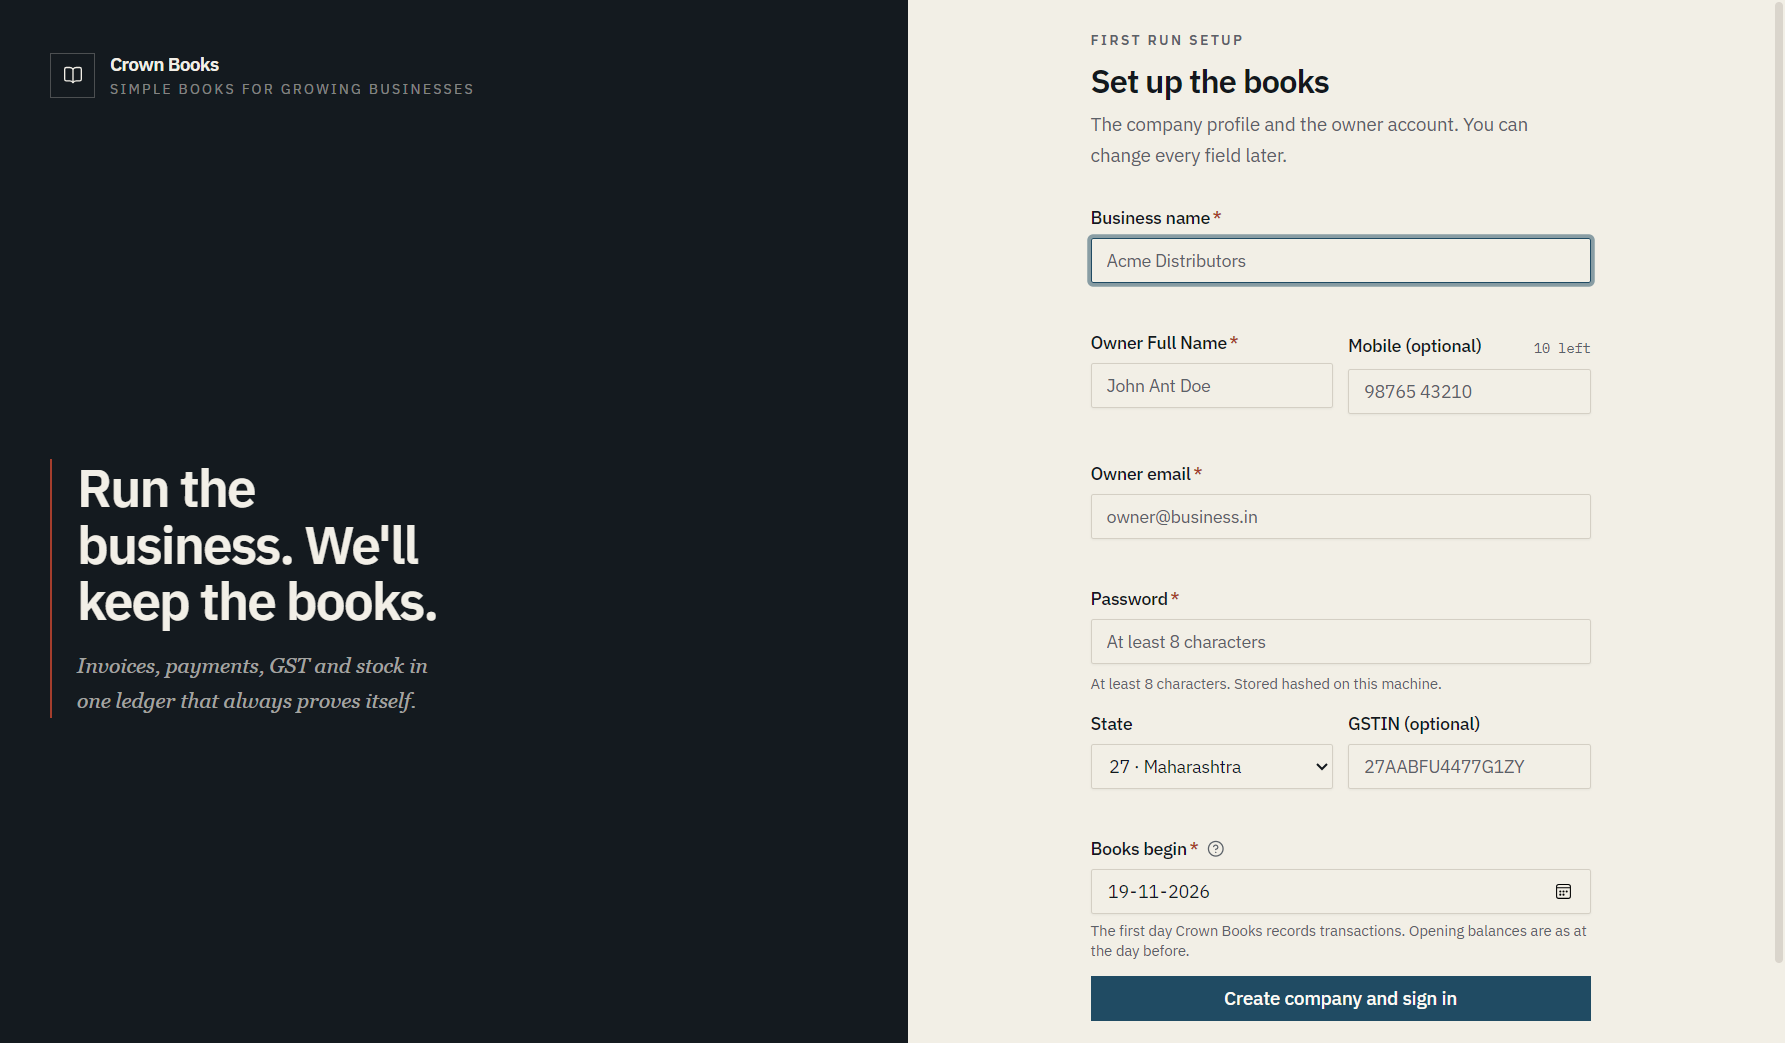 Crown Books
SIMPLE BOOKS FOR GROWING BUSINESSES
Run the
business. We'll
keep the books.
Invoices, payments, GST and stock in
one ledger that always proves itself.
FIRST RUN SETUP
Set up the books
The company profile and the owner account. You can
change every field later.
Business name*
Acme Distributors
Owner Full Name*
John Ant Doe
Mobile (optional) 10 left
98765 43210
Owner email*
owner@business.in
Password*
At least 8 characters
At least 8 characters. Stored hashed on this machine.
State
27 · Maharashtra
GSTIN (optional)
27AABFU4477G1ZY
Books begin* ?
19-11-2026
The first day Crown Books records transactions. Opening balances are as at
the day before.
Create company and sign in